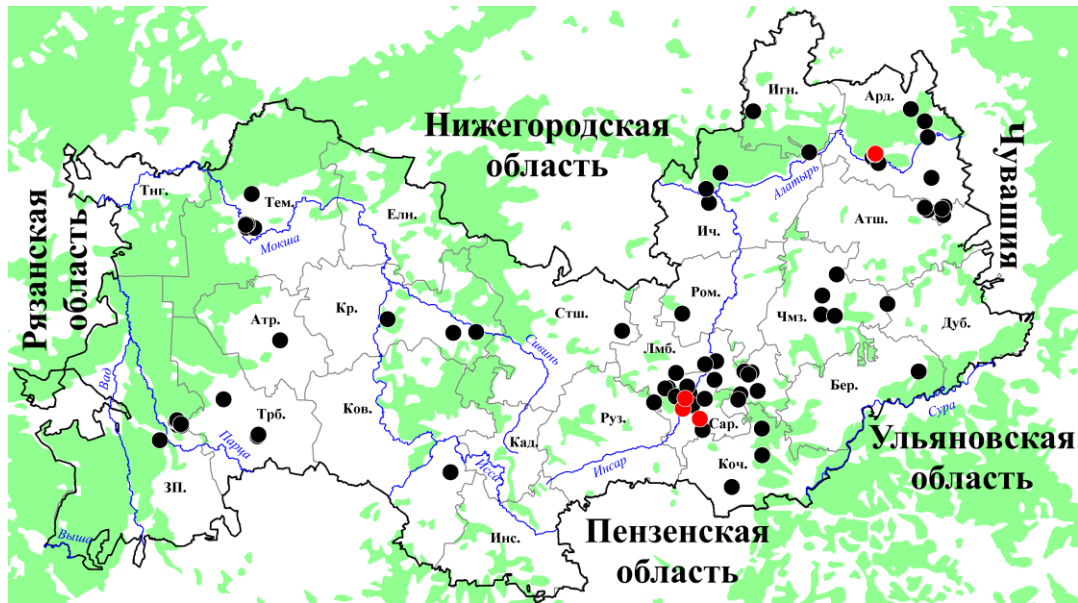 Нижегородская
область
Рязанская
область
Чувашия
Ульяновская
область
Пензенская
область
Игн.
Ард.
Тнг.
Тем.
Елн.
Мокша
Алатырь
Ич.
Атш.
Атр.
Кр.
Стш.
Ром.
Лмб.
Чмз.
Дуб.
Сивинь
Вад
Ков.
Трб.
Парца
Руз.
Сар.
Бер.
Сура
Кад.
Исса
Инсар
Коч.
ЗП.
Выша
Инс.